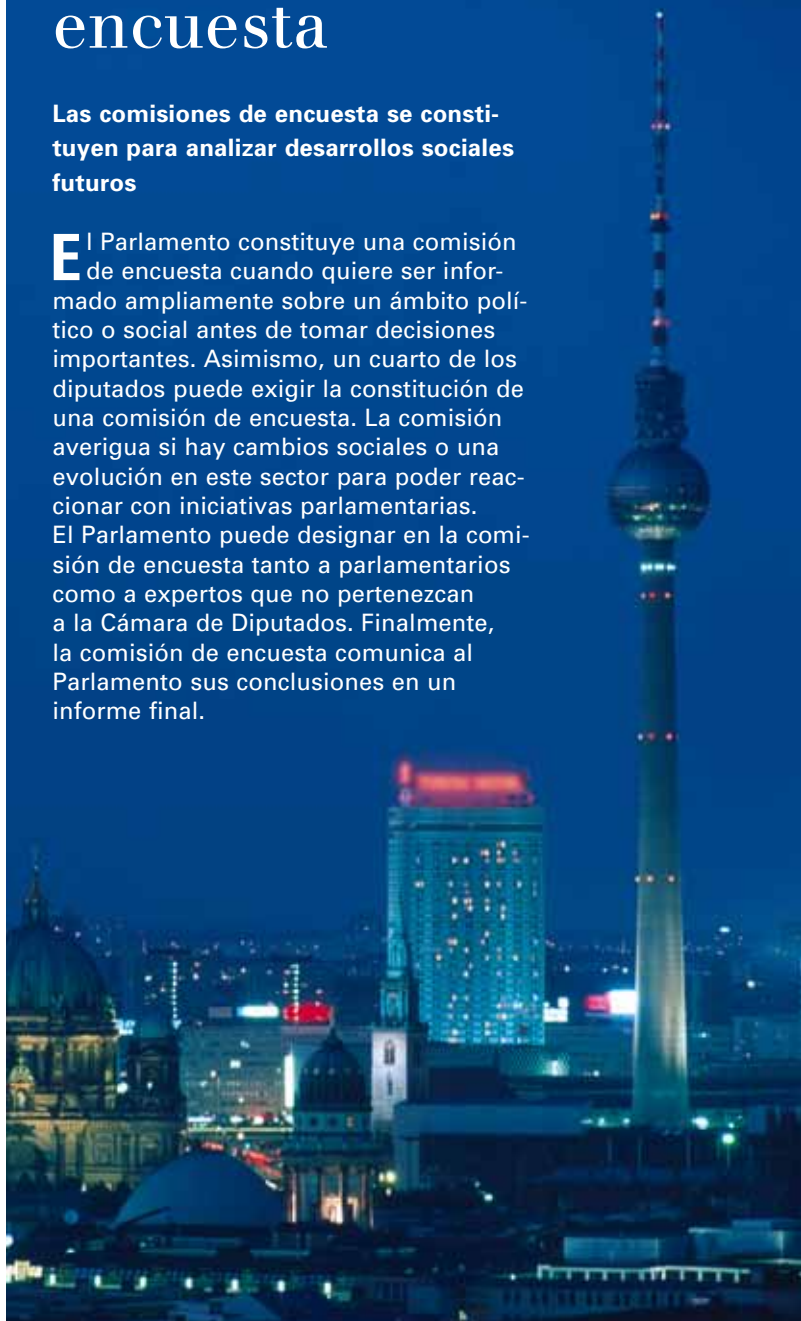 encuesta
Las comisiones de encuesta se consti-
tuyen para analizar desarrollos sociales
futuros
El Parlamento constituye una comisión
de encuesta cuando quiere ser infor-
mado ampliamente sobre un ámbito polí-
tico o social antes de tomar decisiones
importantes. Asimismo, un cuarto de los
diputados puede exigir la constitución de
una comisión de encuesta. La comisión
averigua si hay cambios sociales o una
evolución en este sector para poder reac-
cionar con iniciativas parlamentarias.
El Parlamento puede designar en la comi-
sión de encuesta tanto a parlamentarios
como a expertos que no pertenezcan
a la Cámara de Diputados. Finalmente,
la comisión de encuesta comunica al
Parlamento sus conclusiones en un
informe final.